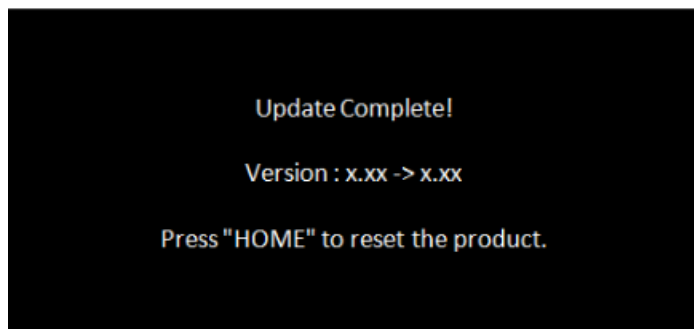 Update Complete!
Version : x.xx -> x.xx
Press "HOME" to reset the product.